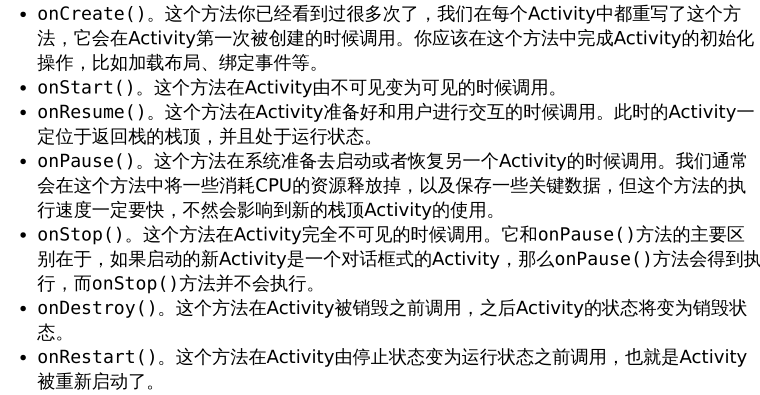 • onCreate()。这个方法你已经看到过很多次了，我们在每个Activity中都重写了这个方
法，它会在Activity第一次被创建的时候调用。你应该在这个方法中完成Activity的初始化
操作，比如加载布局、绑定事件等。
• onStart()。这个方法在Activity由不可见变为可见的时候调用。
• onResume()。这个方法在Activity准备好和用户进行交互的时候调用。此时的Activity一
定位于返回栈的栈顶，并且处于运行状态。
• onPause()。这个方法在系统准备去启动或者恢复另一个Activity的时候调用。我们通常
会在这个方法中将一些消耗CPU的资源释放掉，以及保存一些关键数据，但这个方法的执
行速度一定要快，不然会影响到新的栈顶Activity的使用。
• onStop()。这个方法在Activity完全不可见的时候调用。它和onPause()方法的主要区
别在于，如果启动的新Activity是一个对话框式的Activity，那么onPause()方法会得到执
行，而onStop()方法并不会执行。
• onDestroy()。这个方法在Activity被销毁之前调用，之后Activity的状态将变为销毁状
态。
• onRestart()。这个方法在Activity由停止状态变为运行状态之前调用，也就是Activity
被重新启动了。